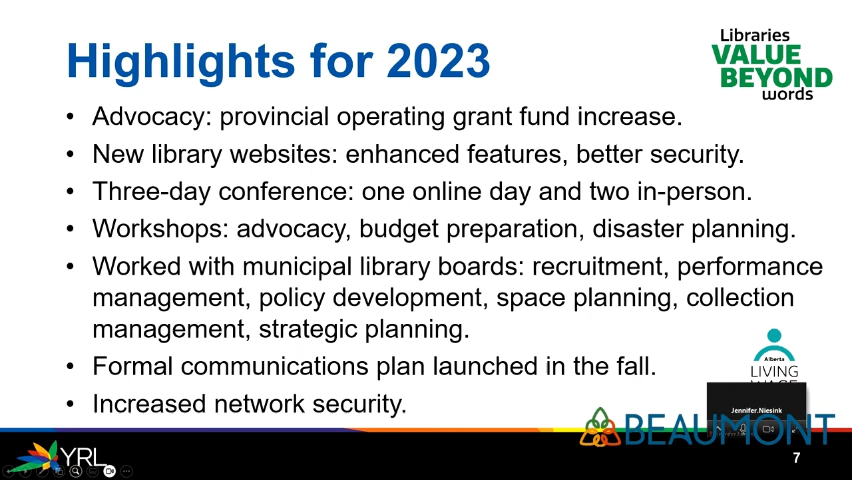 Highlights for 2023
Libraries
VALUE
BEYOND
words
• Advocacy: provincial operating grant fund increase.
• New library websites: enhanced features, better security.
• Three-day conference: one online day and two in-person.
• Workshops: advocacy, budget preparation, disaster planning.
• Worked with municipal library boards: recruitment, performance
management, policy development, space planning, collection
management, strategic planning.
• Formal communications plan launched in the fall.
• Increased network security.
Alberta
LIVING
Jennifer.Niesink
BEAUMONT
YRL
7